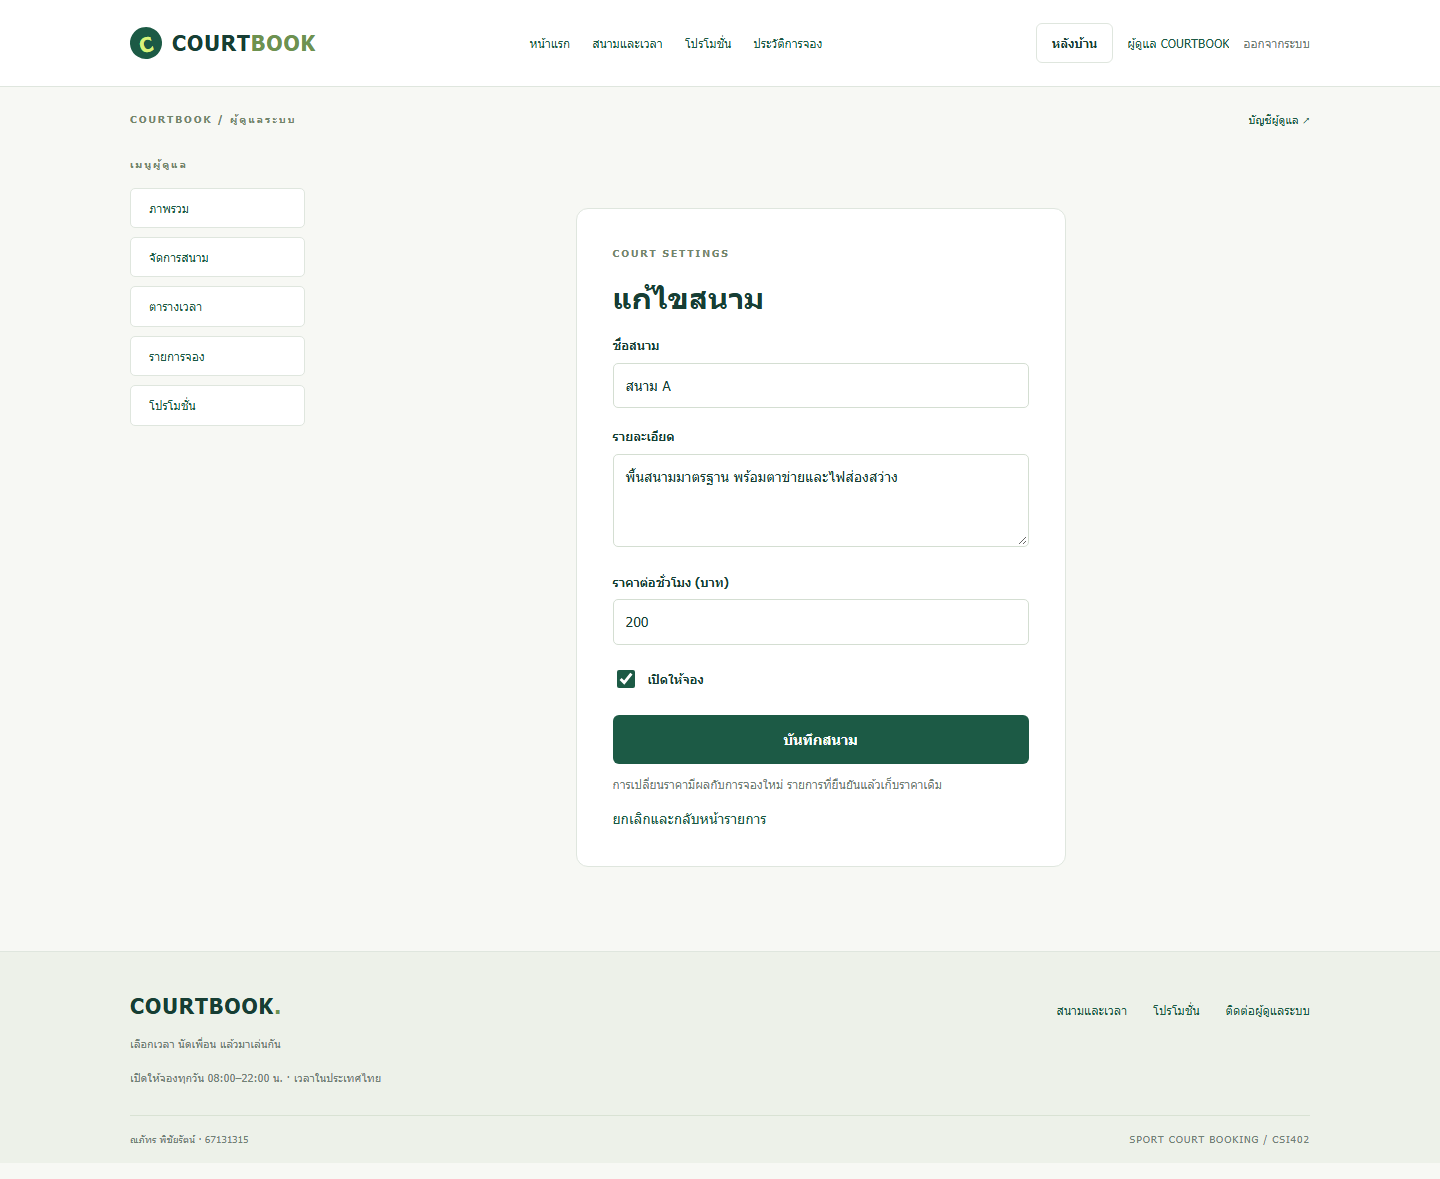 C COURTBOOK
หน้าแรก สนามและเวลา โปรโมชั่น ประวัติการจอง
หลังบ้าน ผู้ดูแล COURTBOOK ออกจากระบบ
COURTBOOK / ผู้ดูแลระบบ
บัญชีผู้ดูแล ↗
เมนูผู้ดูแล
ภาพรวม
จัดการสนาม
ตารางเวลา
รายการจอง
โปรโมชั่น
COURT SETTINGS
แก้ไขสนาม
ชื่อสนาม
สนาม A
รายละเอียด
พื้นสนามมาตรฐาน พร้อมตาข่ายและไฟส่องสว่าง
ราคาต่อชั่วโมง (บาท)
200
เปิดให้จอง
บันทึกสนาม
การเปลี่ยนราคามีผลกับการจองใหม่ รายการที่ยืนยันแล้วเก็บราคาเดิม
ยกเลิกและกลับหน้ารายการ
COURTBOOK.
สนามและเวลา โปรโมชั่น ติดต่อผู้ดูแลระบบ
เลือกเวลา นัดเพื่อน แล้วมาเล่นกัน
เปิดให้จองทุกวัน 08:00–22:00 น. · เวลาในประเทศไทย
ณภัทร พิชัยรัตน์ · 67131315
SPORT COURT BOOKING / CSI402